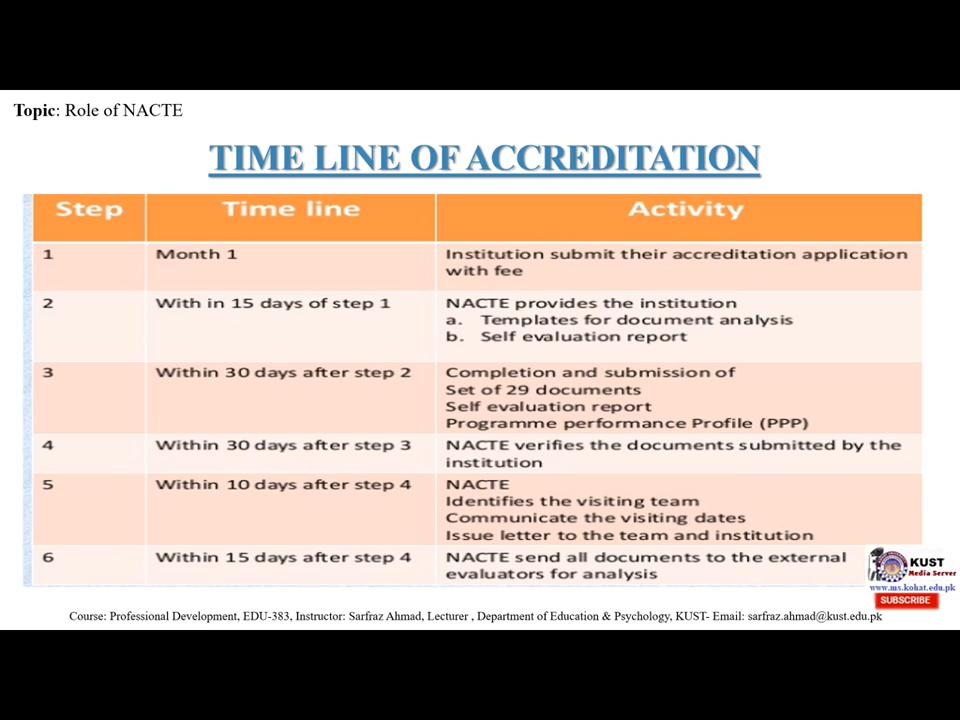 Topic: Role of NACTE
TIME LINE OF ACCREDITATION
Step Time line Activity
1 Month 1 Institution submit their accreditation application
with fee
2 With in 15 days of step 1 NACTE provides the institution
a. Templates for document analysis
b. Self evaluation report
3 Within 30 days after step 2 Completion and submission of
Set of 29 documents
Self evaluation report
Programme performance Profile (PPP)
4 Within 30 days after step 3 NACTE verifies the documents submitted by the
institution
5 Within 10 days after step 4 NACTE
Identifies the visiting team
Communicate the visiting dates
Issue letter to the team and institution
6 Within 15 days after step 4 NACTE send all documents to the external
evaluators for analysis
KUST
Media Server
www.ms.kohat.edu.pk
SUBSCRIBE
Course: Professional Development, EDU-383, Instructor: Sarfraz Ahmad, Lecturer , Department of Education & Psychology, KUST- Email: sarfraz.ahmad@kust.edu.pk